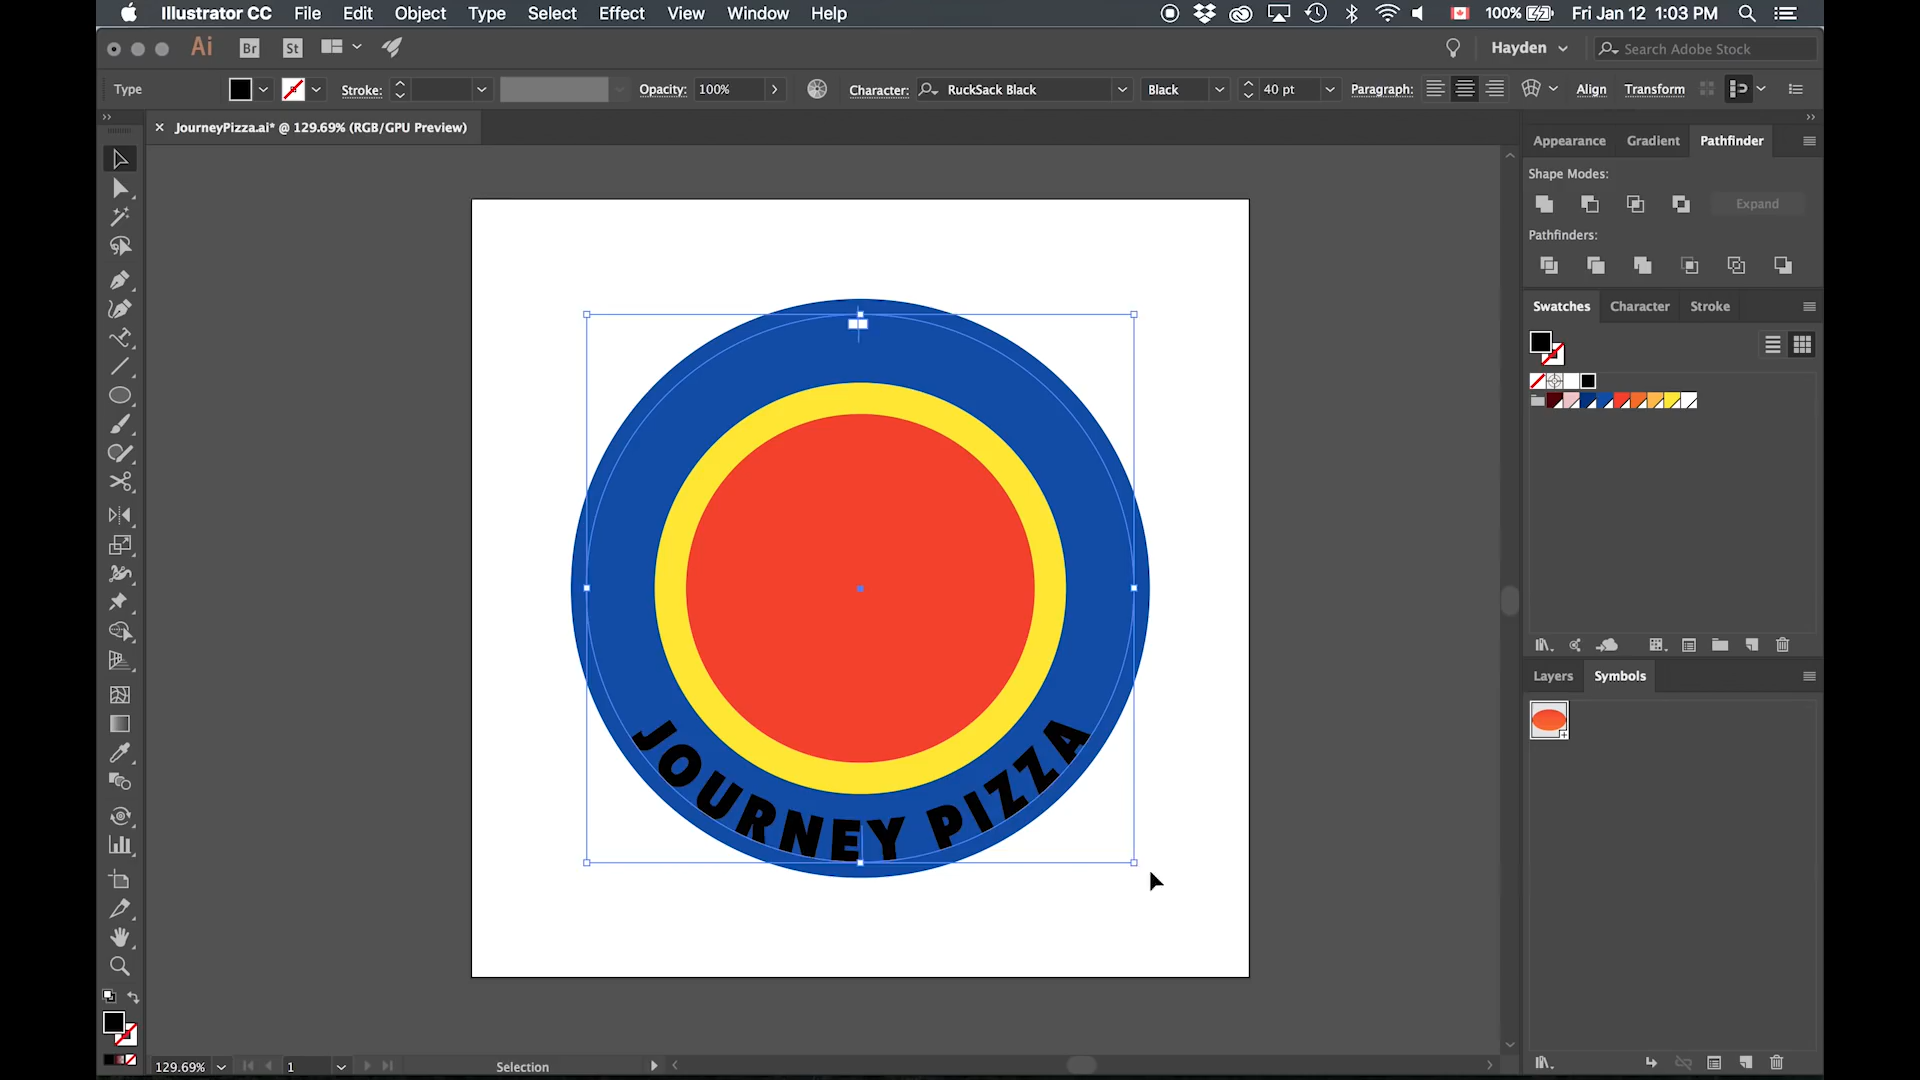 Illustrator CC File Edit Object Type Select Effect View Window Help 100% Fri Jan 12 1:03 PM
Ai Br St Hayden Search Adobe Stock
Type Stroke: Opacity: 100% Character: RuckSack Black Black 40 pt Paragraph: Align Transform
× JourneyPizza.ai* @ 129.69% (RGB/GPU Preview)
Appearance Gradient Pathfinder
Shape Modes:
Expand
Pathfinders:
Swatches Character Stroke
Layers Symbols
JOURNEY PIZZA
129.69% 1 Selection